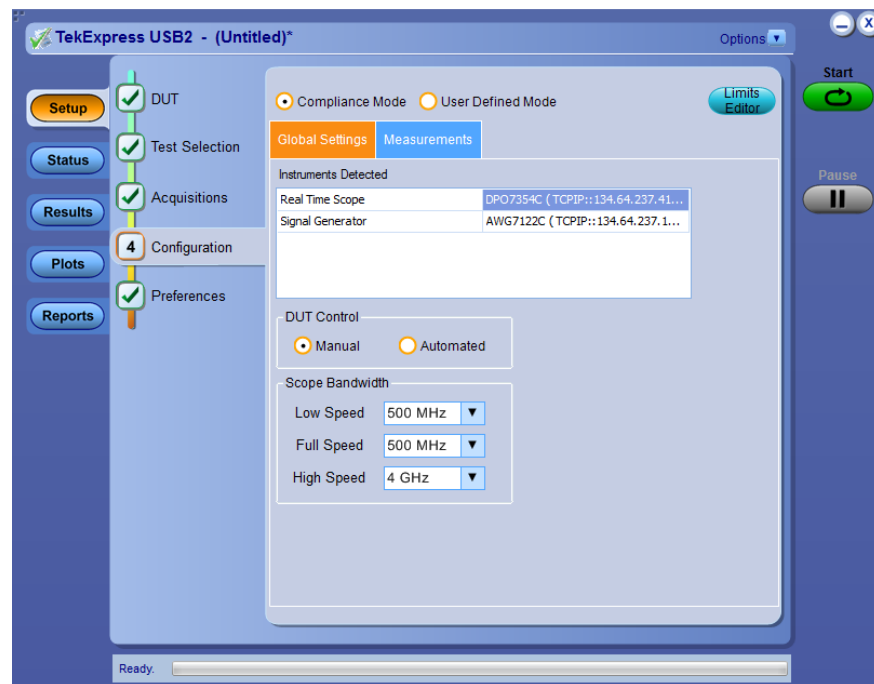 TekExpress USB2 - (Untitled)*
Options
Start
Pause
Setup
Status
Results
Plots
Reports
DUT
Test Selection
Acquisitions
4 Configuration
Preferences
Compliance Mode User Defined Mode
Limits
Editor
Global Settings Measurements
Instruments Detected
Real Time Scope DPO7354C ( TCPIP::134.64.237.41...
Signal Generator AWG7122C ( TCPIP::134.64.237.1...
DUT Control
Manual Automated
Scope Bandwidth
Low Speed 500 MHz
Full Speed 500 MHz
High Speed 4 GHz
Ready.